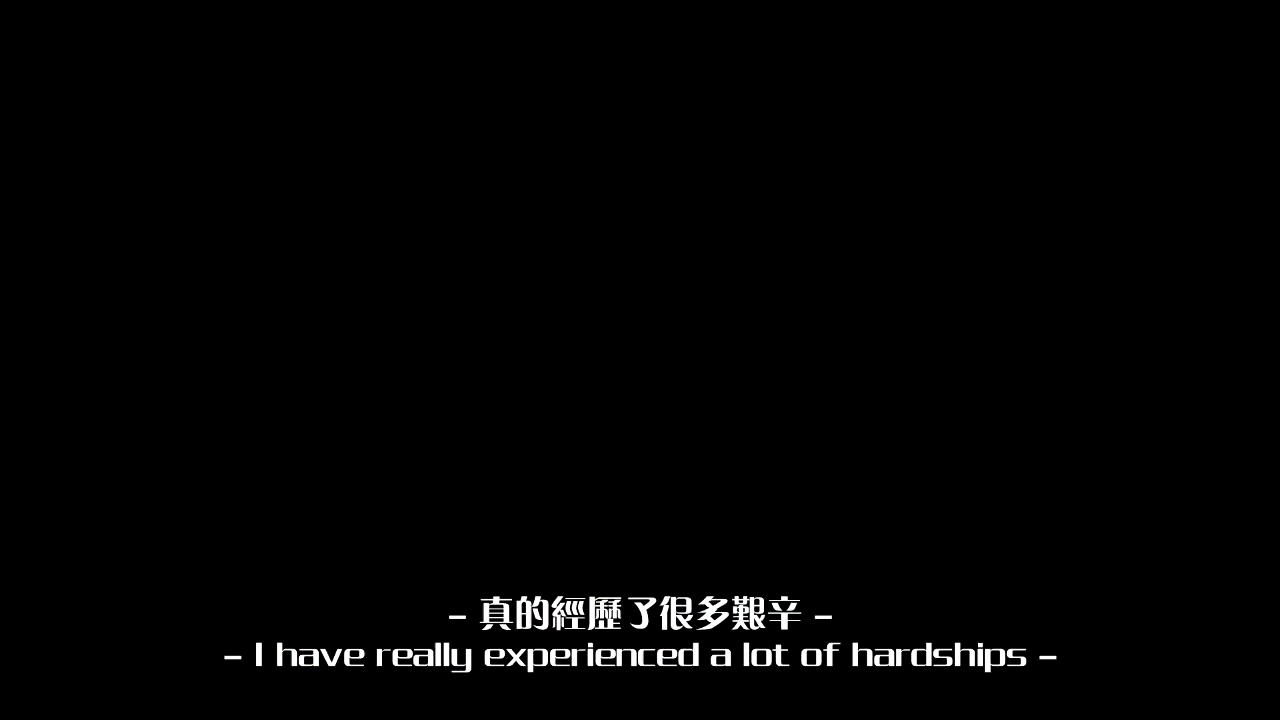 - 真的經歷了很多艱辛 -
- I have really experienced a lot of hardships -